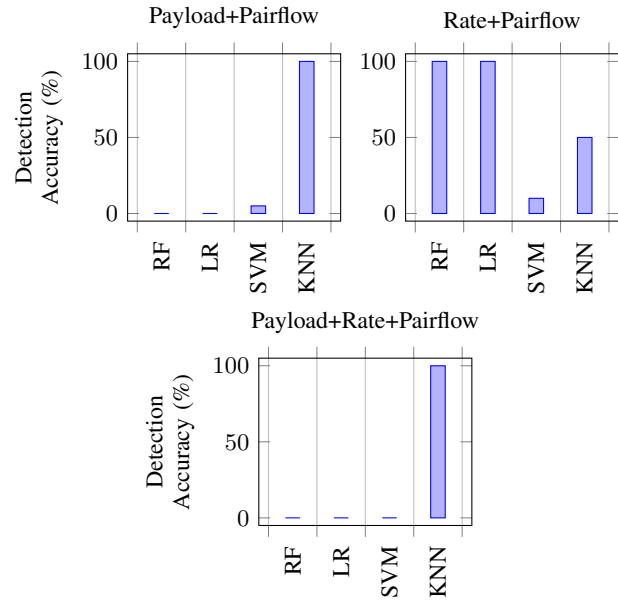 Payload+Pairflow
Detection
Accuracy (%)
100
50
0
RF
LR
SVM
KNN
Rate+Pairflow
100
50
0
RF
LR
SVM
KNN
Payload+Rate+Pairflow
Detection
Accuracy (%)
100
50
0
RF
LR
SVM
KNN